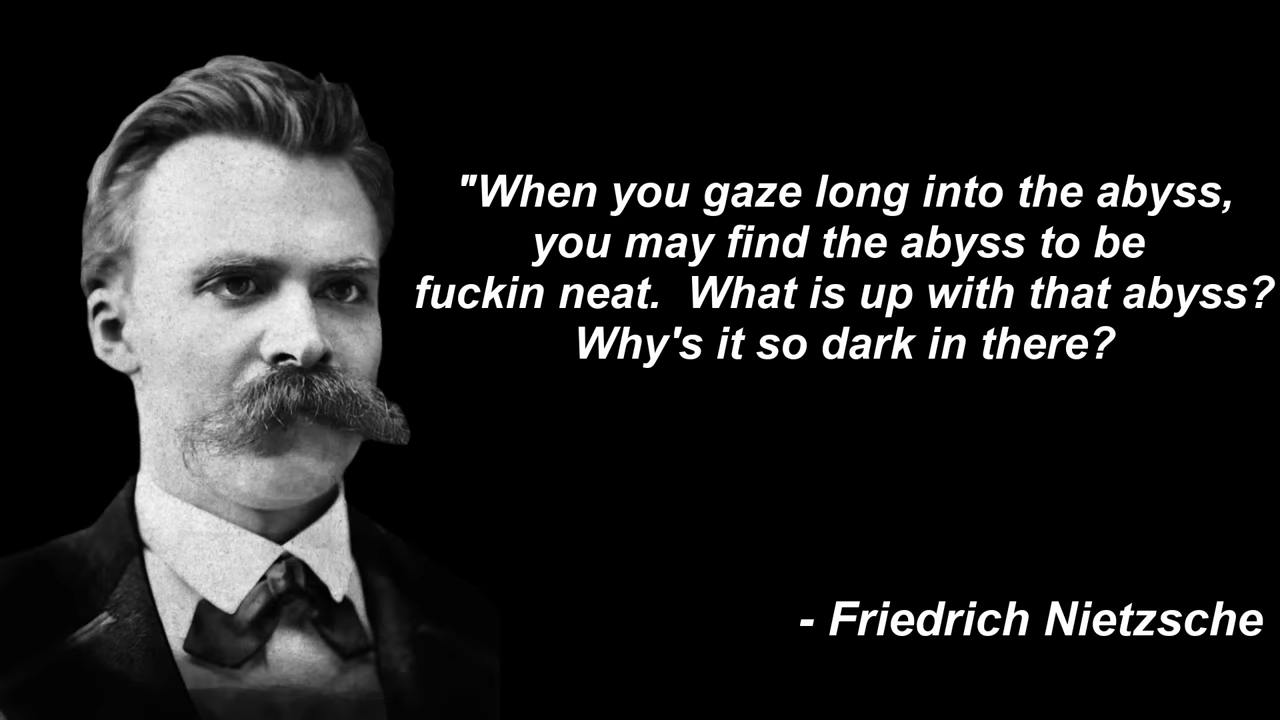 "When you gaze long into the abyss,
you may find the abyss to be
fuckin neat.  What is up with that abyss?
Why's it so dark in there?
- Friedrich Nietzsche